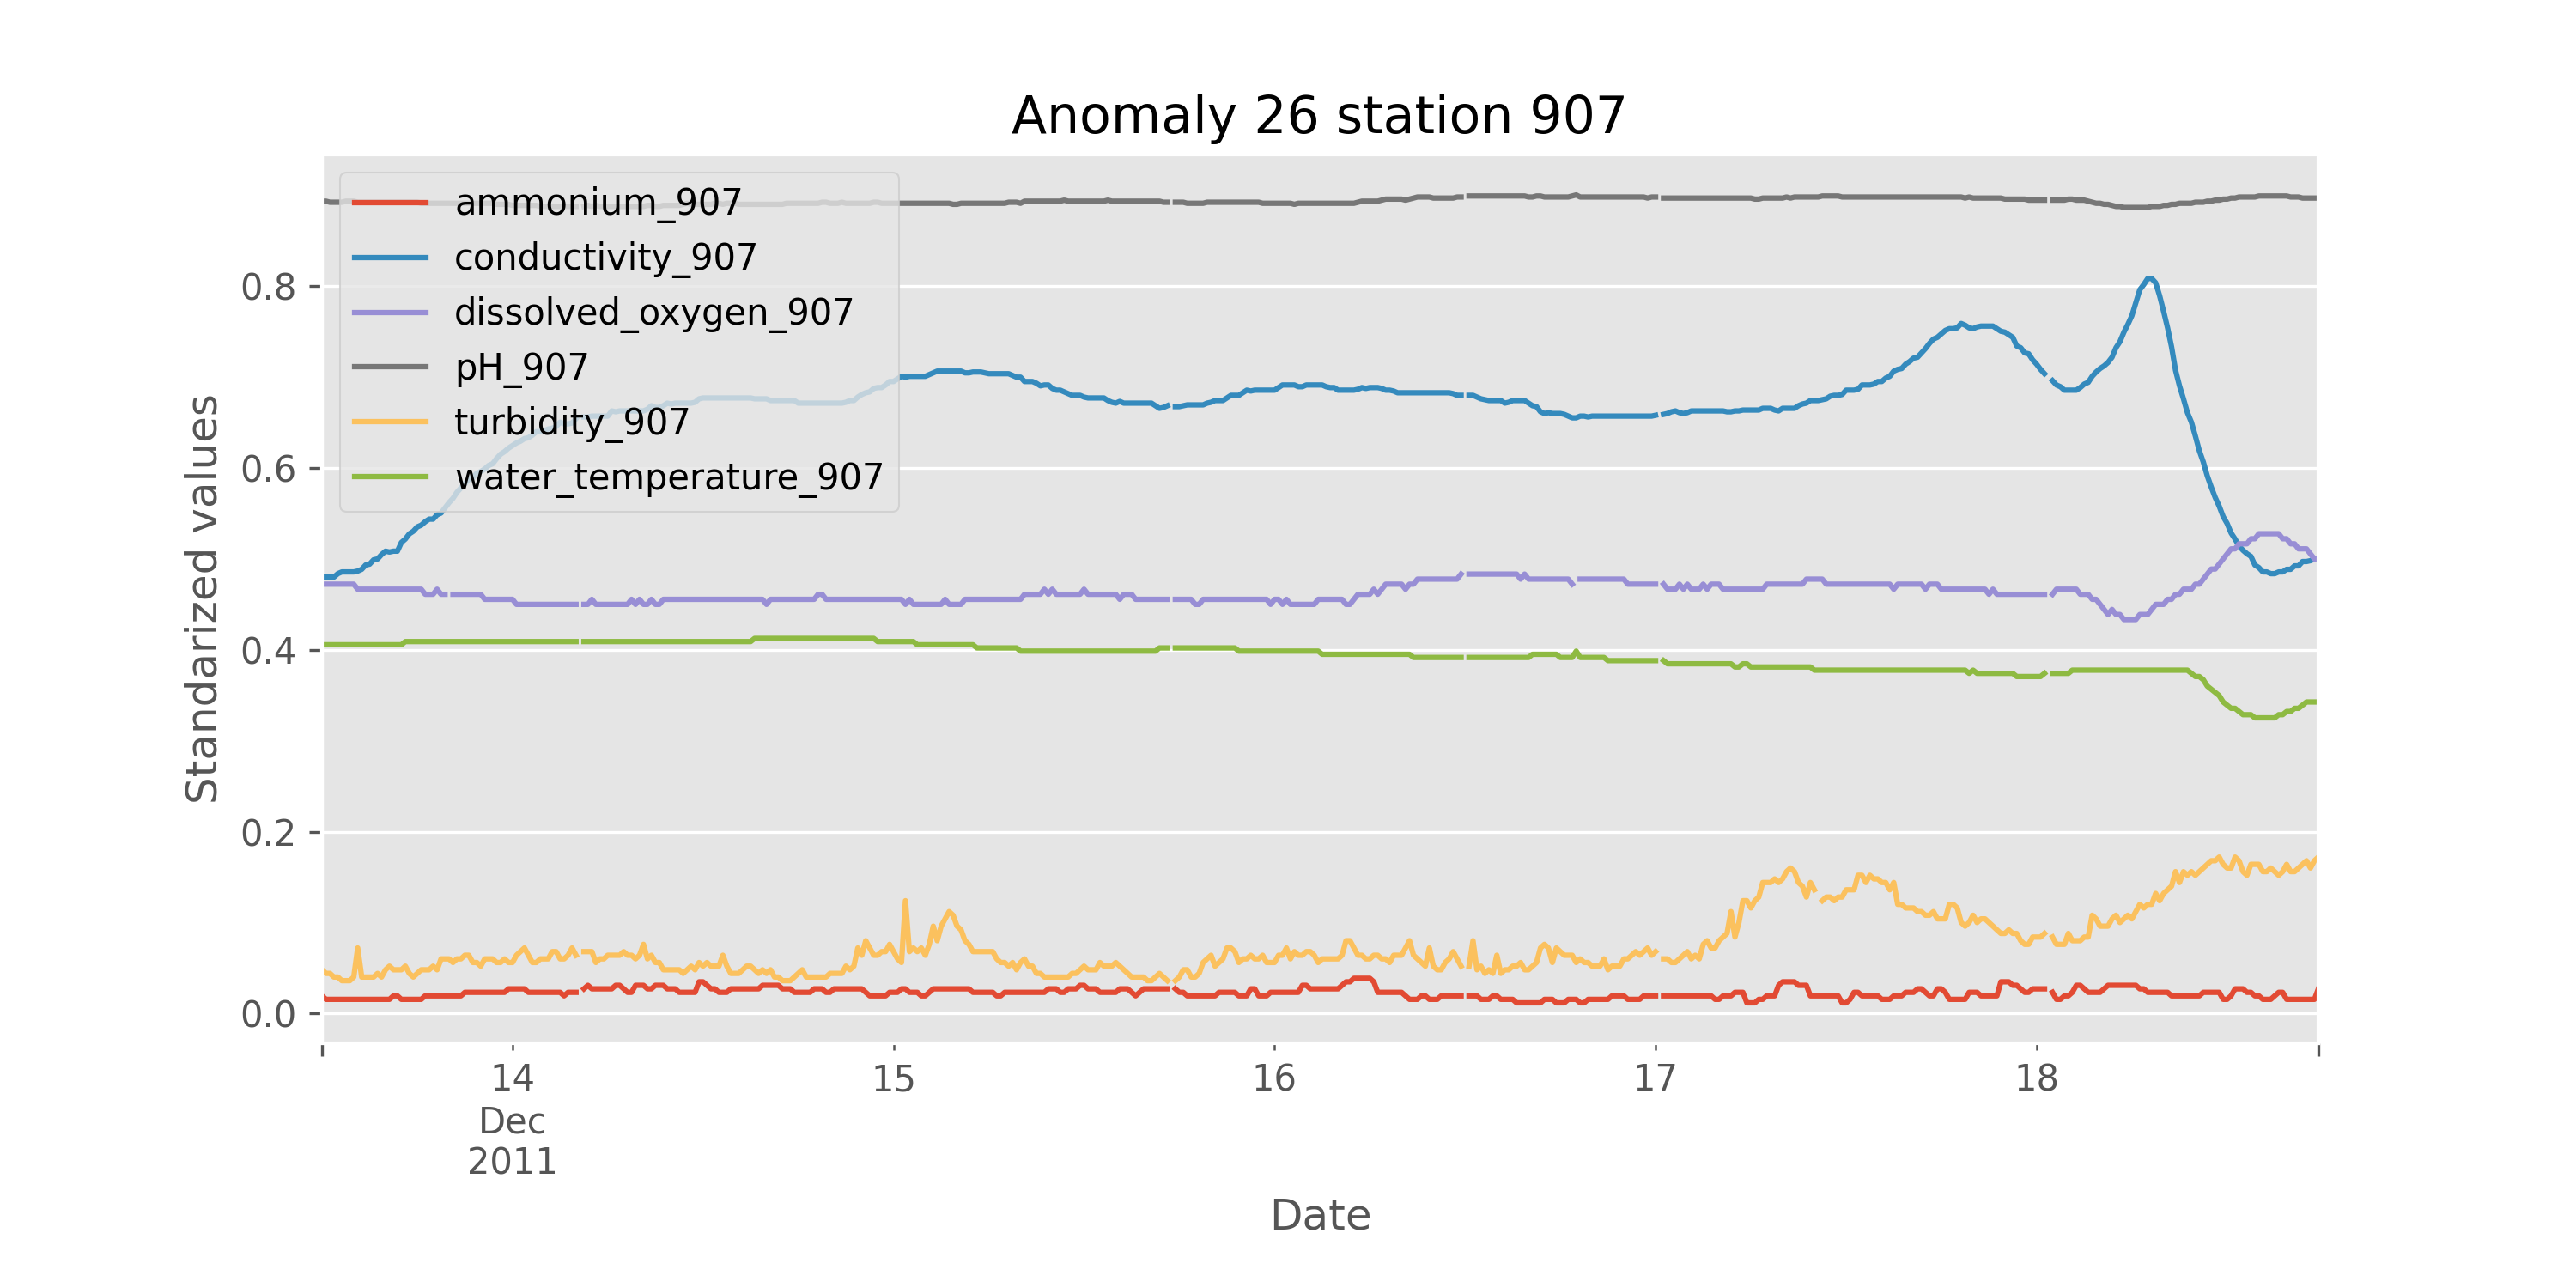 Anomaly 26 station 907
ammonium_907
conductivity_907
dissolved_oxygen_907
pH_907
turbidity_907
water_temperature_907
Standarized values
0.8
0.6
0.4
0.2
0.0
14 15 16 17 18
Dec
2011
Date